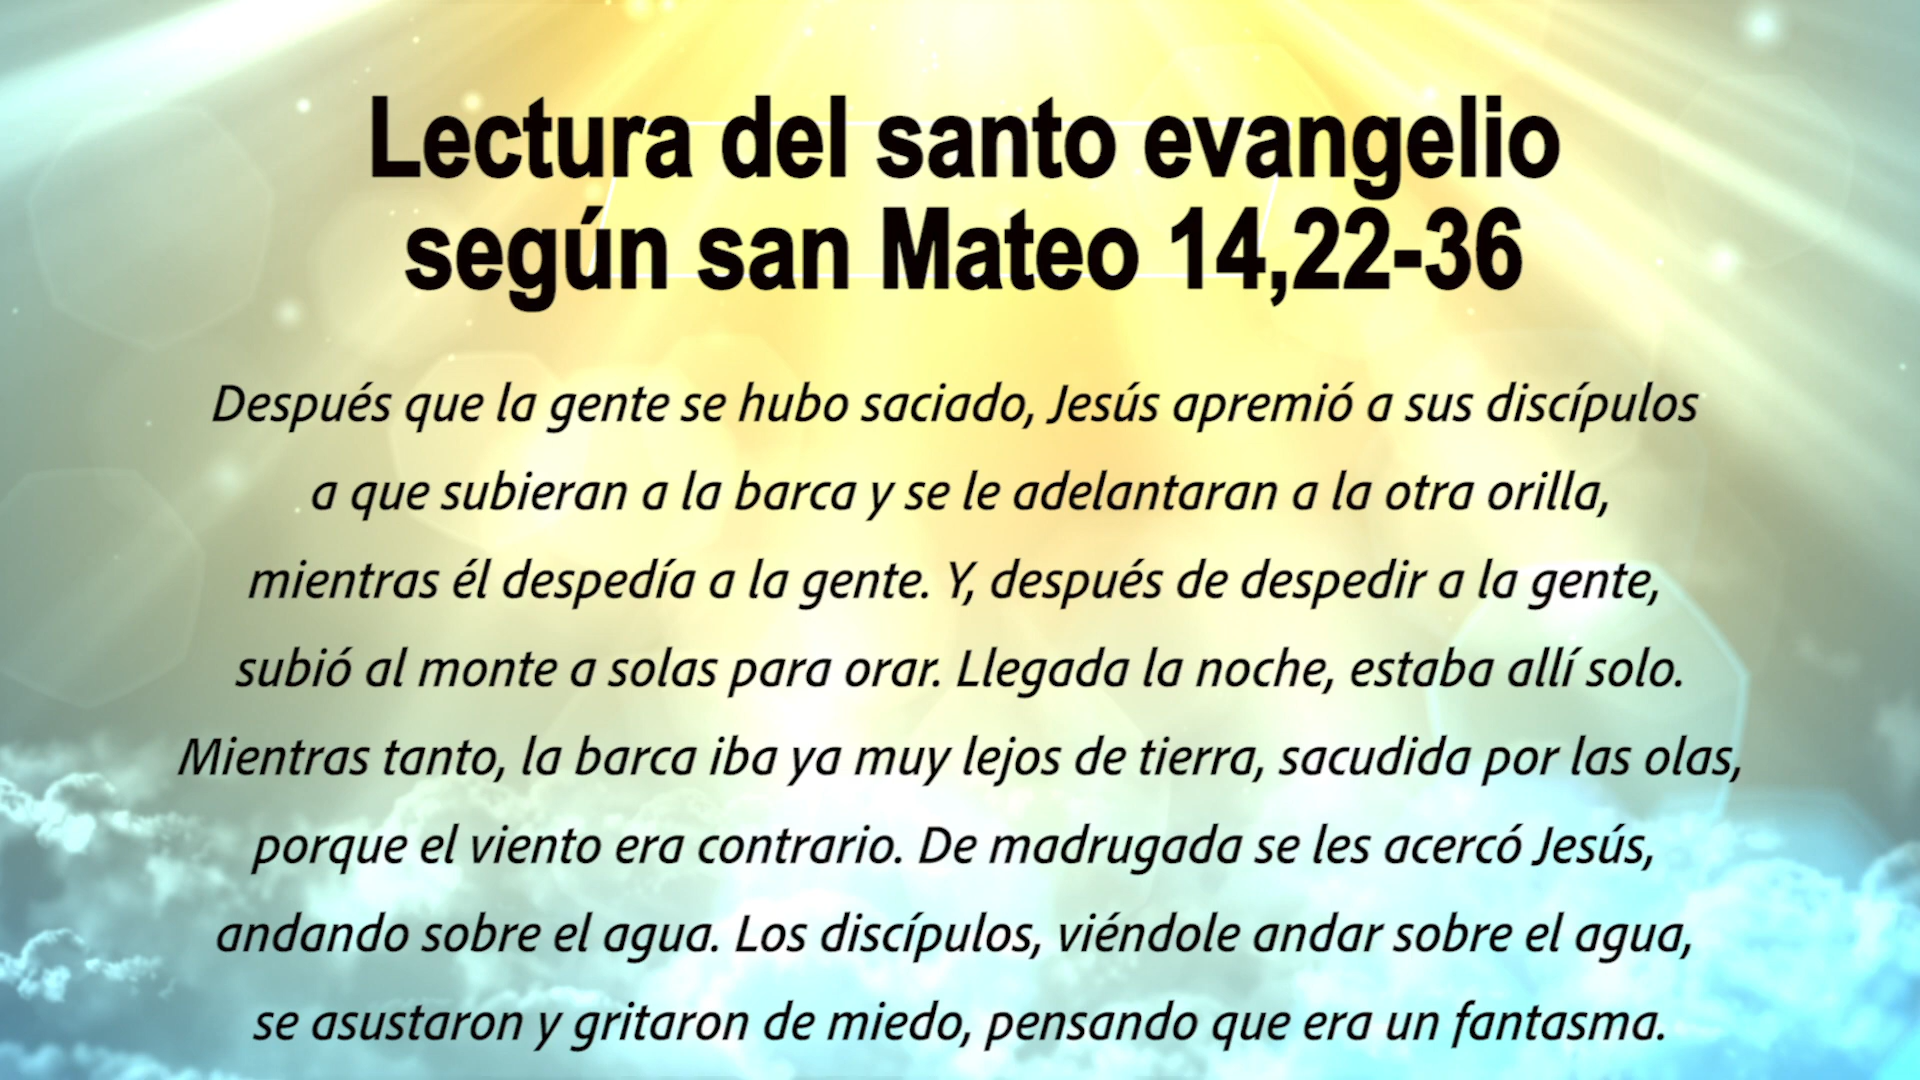 Lectura del santo evangelio
según san Mateo 14,22-36
Después que la gente se hubo saciado, Jesús apremió a sus discípulos
a que subieran a la barca y se le adelantaran a la otra orilla,
mientras él despedía a la gente. Y, después de despedir a la gente,
subió al monte a solas para orar. Llegada la noche, estaba allí solo.
Mientras tanto, la barca iba ya muy lejos de tierra, sacudida por las olas,
porque el viento era contrario. De madrugada se les acercó Jesús,
andando sobre el agua. Los discípulos, viéndole andar sobre el agua,
se asustaron y gritaron de miedo, pensando que era un fantasma.